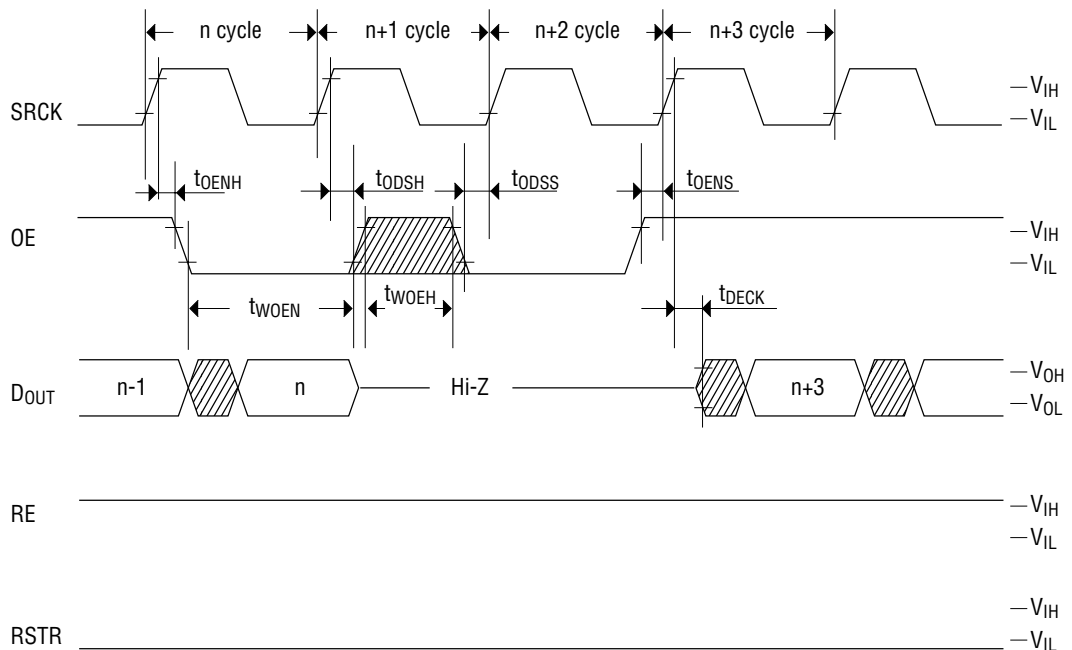 n cycle n+1 cycle n+2 cycle n+3 cycle
SRCK
VIH
VIL
tOENH tODSH tODSS tOENS
OE
VIH
VIL
tWOEN tWOEH tDECK
DOUT n-1 n Hi-Z n+3
VOH
VOL
RE
VIH
VIL
RSTR
VIH
VIL